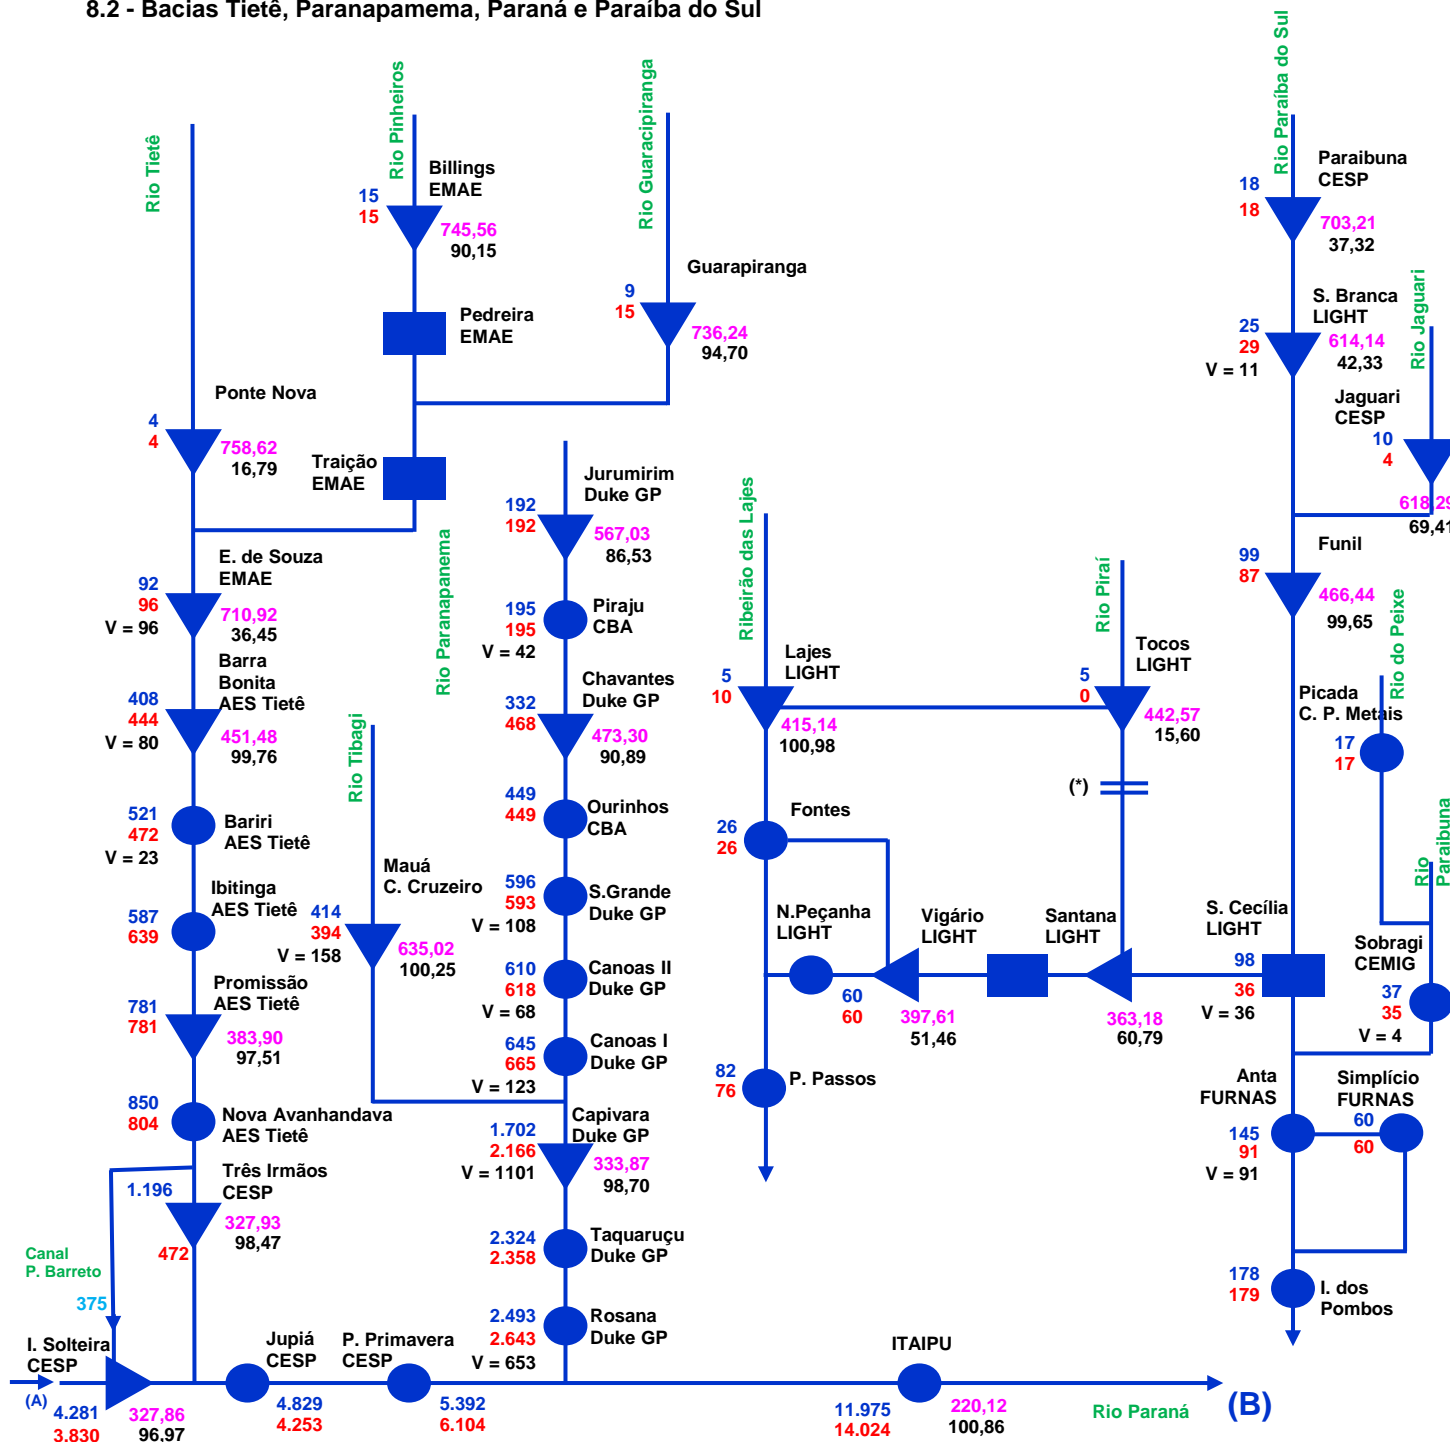 8.2 - Bacias Tietê, Paranapamema, Paraná e Paraíba do Sul
Rio Tietê
Rio Pinheiros
Rio Guaracipiranga
Rio Paraíba do Sul
Billings
EMAE
15
15
745,56
90,15
Paraibuna
CESP
18
18
703,21
37,32
Guarapiranga
9
15
736,24
94,70
Pedreira
EMAE
S. Branca
LIGHT
25
29
V = 11
614,14
42,33
Rio Jaguari
Ponte Nova
4
4
758,62
16,79
Jaguari
CESP
10
4
618,29
69,41
Traição
EMAE
Rio Paranapanema
Jurumirim
Duke GP
192
192
567,03
86,53
Ribeirão das Lajes
Rio Piraí
Funil
99
87
466,44
99,65
E. de Souza
EMAE
92
96
V = 96
710,92
36,45
Piraju
CBA
195
195
V = 42
Rio do Peixe
Barra
Bonita
AES Tietê
408
444
V = 80
451,48
99,76
Rio Tibagi
Chavantes
Duke GP
332
468
473,30
90,89
Lajes
LIGHT
5
10
415,14
100,98
Tocos
LIGHT
5
0
442,57
15,60
(*)
Picada
C. P. Metais
17
17
Bariri
AES Tietê
521
472
V = 23
Ourinhos
CBA
449
449
Fontes
26
26
Rio
Paraibuna
Ibitinga
AES Tietê
587
639
Mauá
C. Cruzeiro
414
394
V = 158
635,02
100,25
S.Grande
Duke GP
596
593
V = 108
N.Peçanha
LIGHT
60
60
Vigário
LIGHT
397,61
51,46
Santana
LIGHT
363,18
60,79
S. Cecília
LIGHT
98
36
V = 36
Sobragi
CEMIG
37
35
V = 4
Promissão
AES Tietê
781
781
383,90
97,51
Canoas II
Duke GP
610
618
V = 68
Canoas I
Duke GP
645
665
V = 123
P. Passos
82
76
Anta
FURNAS
145
91
V = 91
Simplício
FURNAS
60
60
Nova Avanhandava
AES Tietê
850
804
Capivara
Duke GP
1.702
2.166
V = 1101
333,87
98,70
Três Irmãos
CESP
1.196
472
327,93
98,47
Taquaruçu
Duke GP
2.324
2.358
Canal
P. Barreto
375
I. dos
Pombos
178
179
Rosana
Duke GP
2.493
2.643
V = 653
I. Solteira
CESP
(A)
4.281
3.830
327,86
96,97
Jupiá
CESP
4.829
4.253
P. Primavera
CESP
5.392
6.104
ITAIPU
11.975
14.024
220,12
100,86
Rio Paraná
(B)